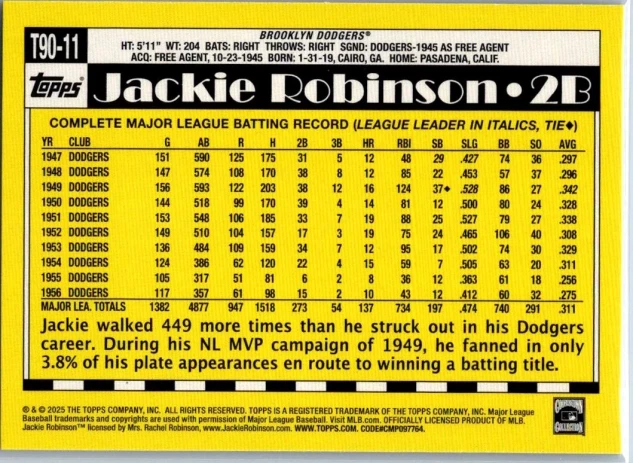 T90-11
BROOKLYN DODGERS®
HT: 5'11" WT: 204 BATS: RIGHT THROWS: RIGHT SGND: DODGERS-1945 AS FREE AGENT
ACQ: FREE AGENT, 10-23-1945 BORN: 1-31-19, CAIRO, GA. HOME: PASADENA, CALIF.
Topps Jackie Robinson • 2B
COMPLETE MAJOR LEAGUE BATTING RECORD (LEAGUE LEADER IN ITALICS, TIE♦)
YR CLUB G AB R H 2B 3B HR RBI SB SLG BB SO AVG
1947 DODGERS 151 590 125 175 31 5 12 48 29 .427 74 36 .297
1948 DODGERS 147 574 108 170 38 8 12 85 22 .453 57 37 .296
1949 DODGERS 156 593 122 203 38 12 16 124 37♦ .528 86 27 .342
1950 DODGERS 144 518 99 170 39 4 14 81 12 .500 80 24 .328
1951 DODGERS 153 548 106 185 33 7 19 88 25 .527 79 27 .338
1952 DODGERS 149 510 104 157 17 3 19 75 24 .465 106 40 .308
1953 DODGERS 136 484 109 159 34 7 12 95 17 .502 74 30 .329
1954 DODGERS 124 386 62 120 22 4 15 59 7 .505 63 20 .311
1955 DODGERS 105 317 51 81 6 2 8 36 12 .363 61 18 .256
1956 DODGERS 117 357 61 98 15 2 10 43 12 .412 60 32 .275
MAJOR LEA. TOTALS 1382 4877 947 1518 273 54 137 734 197 .474 740 291 .311
Jackie walked 449 more times than he struck out in his Dodgers
career. During his NL MVP campaign of 1949, he fanned in only
3.8% of his plate appearances en route to winning a batting title.
® & © 2025 THE TOPPS COMPANY, INC. ALL RIGHTS RESERVED. TOPPS IS A REGISTERED TRADEMARK OF THE TOPPS COMPANY, INC. Major League
Baseball trademarks and copyrights are used with permission of Major League Baseball. Visit MLB.com. OFFICIALLY LICENSED PRODUCT OF MLB.
Jackie Robinson™ licensed by Mrs. Rachel Robinson, www.JackieRobinson.com. WWW.TOPPS.COM. CODE#CMP097764.
COOPERSTOWN
COLLECTION